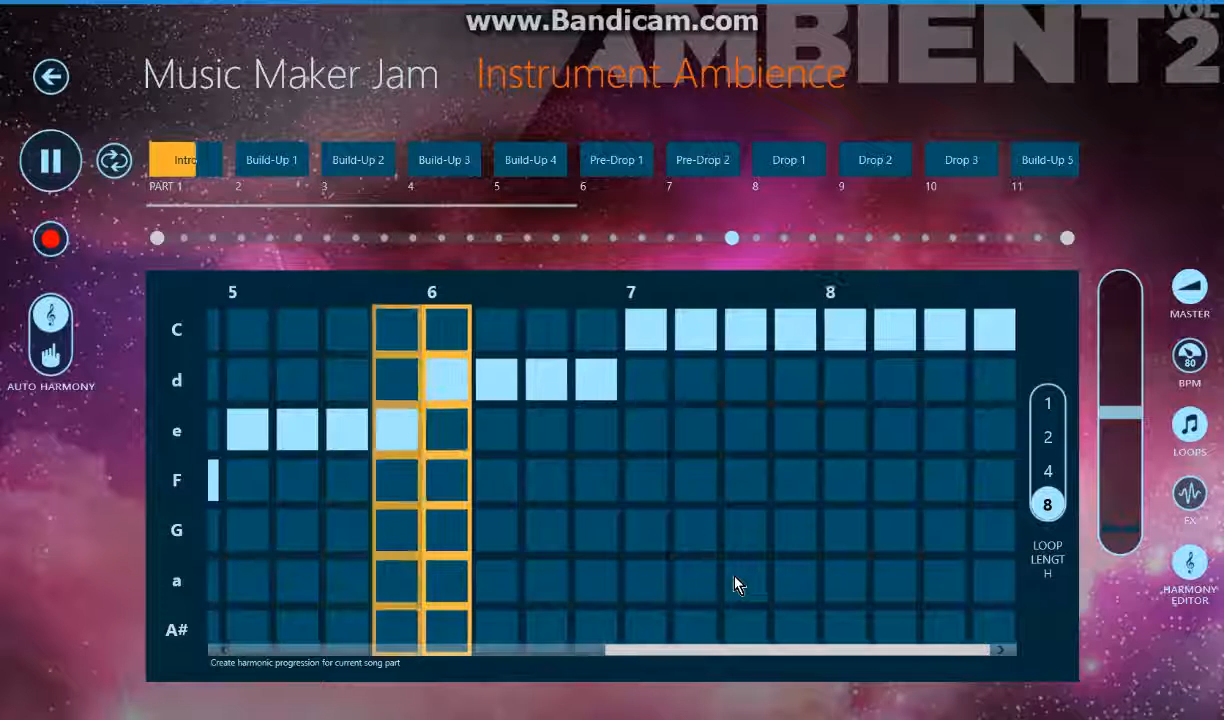 www.Bandicam.com
AMBIENT VOL 2
Music Maker Jam Instrument Ambience
Intro Build-Up 1 Build-Up 2 Build-Up 3 Build-Up 4 Pre-Drop 1 Pre-Drop 2 Drop 1 Drop 2 Drop 3 Build-Up 5
PART 1 2 3 4 5 6 7 8 9 10 11
5 6 7 8
C
d
e
F
G
a
A#
Create harmonic progression for current song part
AUTO HARMONY
1
2
4
8
LOOP
LENGT
H
MASTER
80
BPM
LOOPS
FX
HARMONY
EDITOR